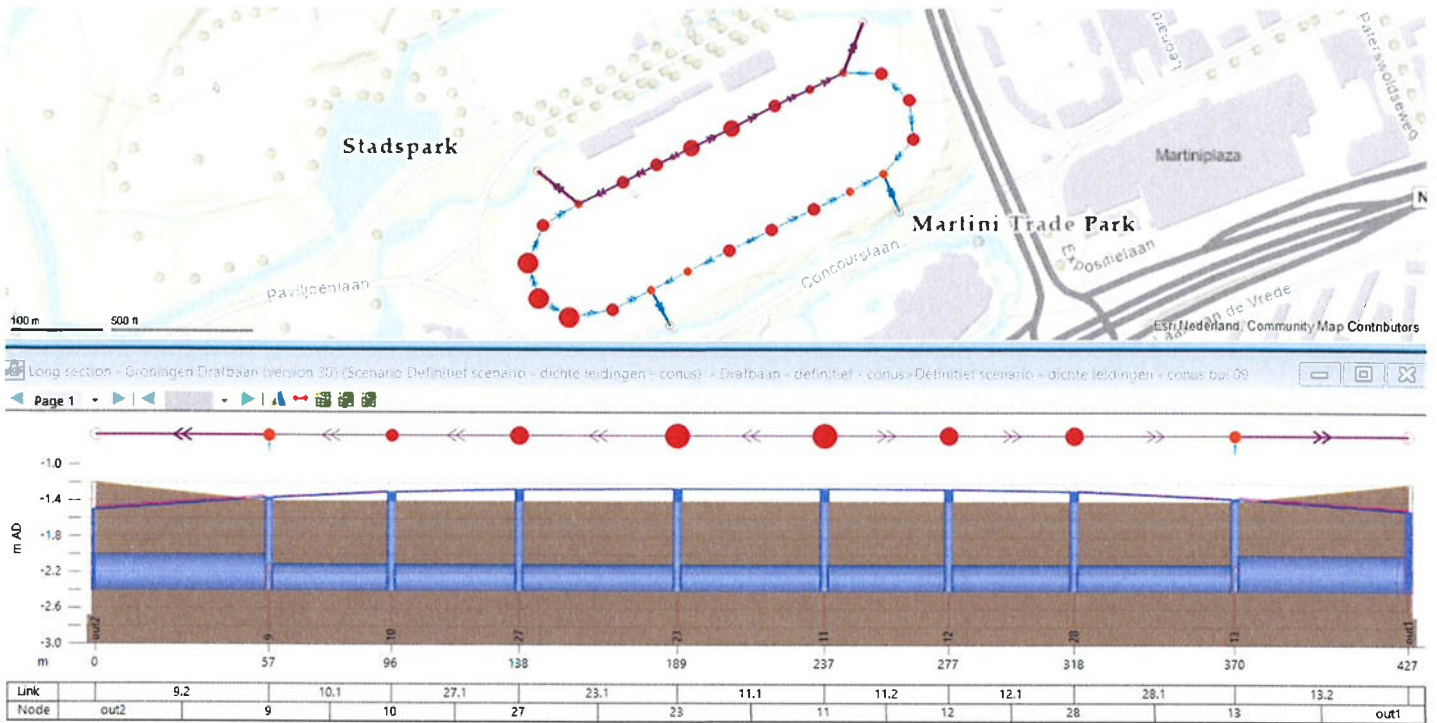 Leonard
Paterswoldseweg
Stadspark
Martiniplaza
N
Martini Trade Park
Expositielaan
Concourslaan
Paviljoenlaan
laan de Vrede
100 m 500 ft
Esri Nederland, Community Map Contributors
Long section - Groningen Drafbaan (version 30) (Scenario Definitief scenario - dichte leidingen - conus) - Drafbaan - definitief - conus>Definitief scenario - dichte leidingen - conus bui 09
Page 1
-1.0
-1.4
-1.8
-2.2
-2.6
-3.0
m AD
out2 9 10 27 23 11 12 28 13 out1
m 0 57 96 138 189 237 277 318 370 427
Link 9.2 10.1 27.1 23.1 11.1 11.2 12.1 28.1 13.2
Node out2 9 10 27 23 11 12 28 13 out1